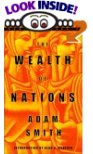 LOOK INSIDE!
THE
WEALTH OF
NATIONS
ADAM
SMITH